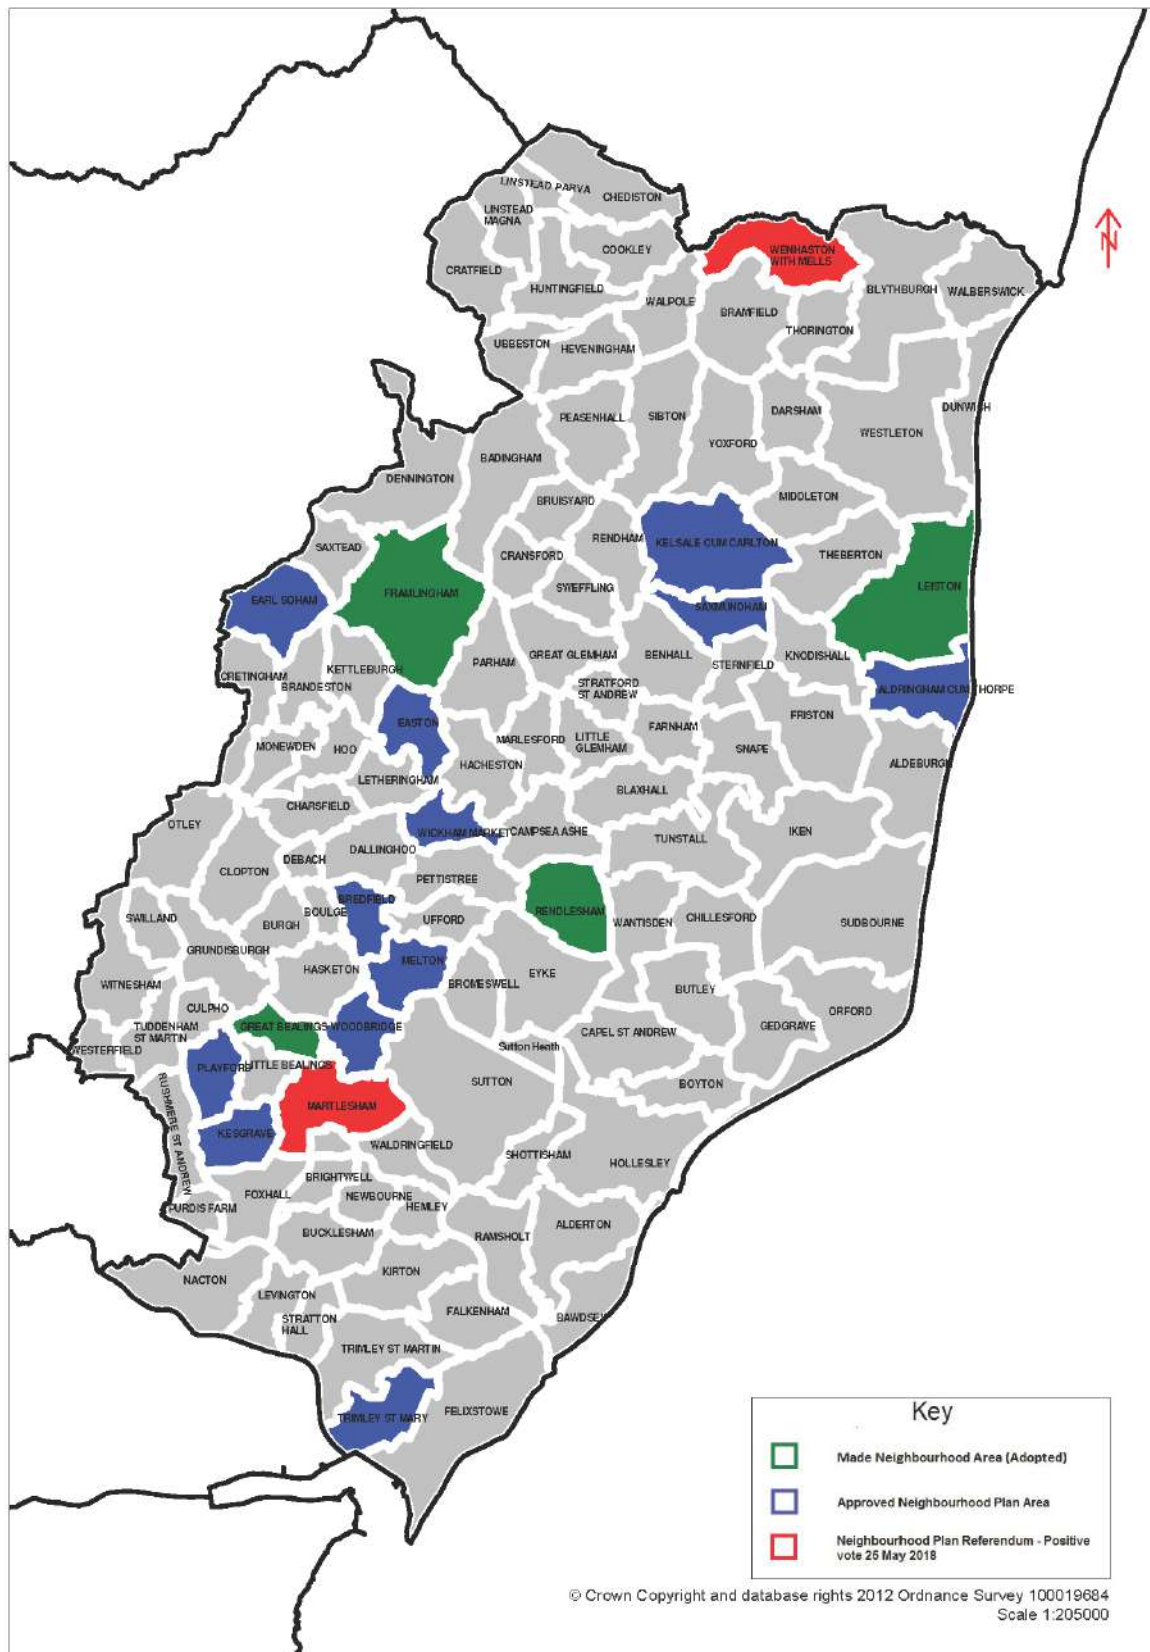 LINSTEAD PARVA
CHEDISTON
LINSTEAD
MAGNA
COOKLEY
WENHASTON
WITH MELLS
CRATFIELD
HUNTINGFIELD
WALPOLE
BLYTHBURGH
WALBERSWICK
BRAMFIELD
THORINGTON
UBBESTON
HEVENINGHAM
N
PEASENHALL
SIBTON
DARSHAM
DUNWICH
WESTLETON
YOXFORD
BADINGHAM
DENNINGTON
BRUISYARD
MIDDLETON
SAXTEAD
CRANSFORD
RENDHAM
KELSALE CUM CARLTON
THEBERTON
EARL SOHAM
FRAMLINGHAM
SWEFFLING
SAXMUNDHAM
LEISTON
CRETINGHAM
KETTLEBURGH
BRANDESTON
PARHAM
GREAT GLEMHAM
BENHALL
STERNFIELD
KNODISHALL
STRATFORD
ST ANDREW
ALDRINGHAM CUM THORPE
EASTON
MARLESFORD
LITTLE
GLEMHAM
FARNHAM
FRISTON
MONEWDEN
HOO
SNAPE
HACHESTON
ALDEBURGH
LETHERINGHAM
BLAXHALL
CHARSFIELD
OTLEY
WICKHAM MARKET
CAMPSEA ASHE
TUNSTALL
IKEN
DEBACH
DALLINGHOO
CLOPTON
PETTISTREE
BREDFIELD
SWILLAND
BURGH
BOULGE
UFFORD
RENDLESHAM
WANTISDEN
CHILLESFORD
SUDBOURNE
GRUNDISBURGH
HASKETON
MELTON
EYKE
WITNESHAM
BROMESWELL
BUTLEY
CULPHO
ORFORD
TUDDENHAM
ST MARTIN
GREAT BEALINGS
WOODBRIDGE
CAPEL ST ANDREW
GEDGRAVE
WESTERFIELD
Sutton Heath
PLAYFORD
LITTLE BEALINGS
SUTTON
BOYTON
RUSHMERE ST ANDREW
MARTLESHAM
KESGRAVE
WALDRINGFIELD
SHOTTISHAM
HOLLESLEY
BRIGHTWELL
FOXHALL
NEWBOURNE
PURDIS FARM
HEMLEY
BUCKLESHAM
RAMSHOLT
ALDERTON
NACTON
KIRTON
LEVINGTON
STRATTON
HALL
FALKENHAM
BAWDSEY
TRIMLEY ST MARTIN
TRIMLEY ST MARY
FELIXSTOWE
Key
Made Neighbourhood Area (Adopted)
Approved Neighbourhood Plan Area
Neighbourhood Plan Referendum - Positive
vote 25 May 2018
© Crown Copyright and database rights 2012 Ordnance Survey 100019684
Scale 1:205000